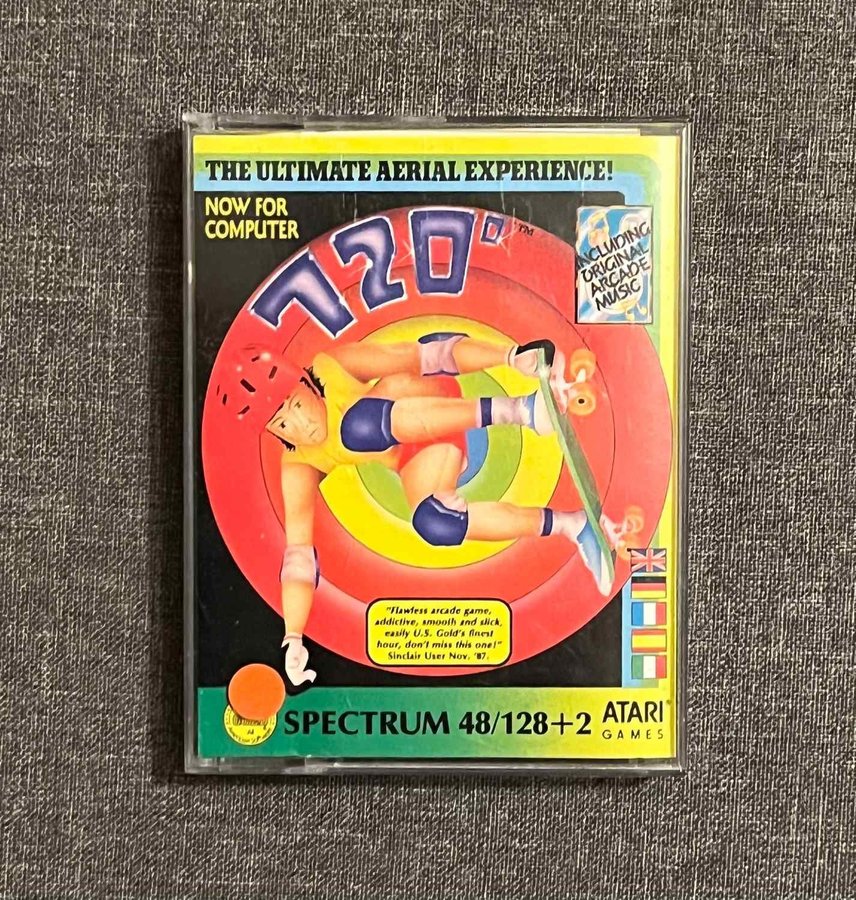 THE ULTIMATE AERIAL EXPERIENCE!
NOW FOR
COMPUTER
720°™
INCLUDING
ORIGINAL
ARCADE
MUSIC
"Flawless arcade game,
addictive, smooth and slick,
easily U.S. Gold's finest
hour, don't miss this one!"
Sinclair User Nov. '87.
SPECTRUM 48/128+2
ATARI®
GAMES